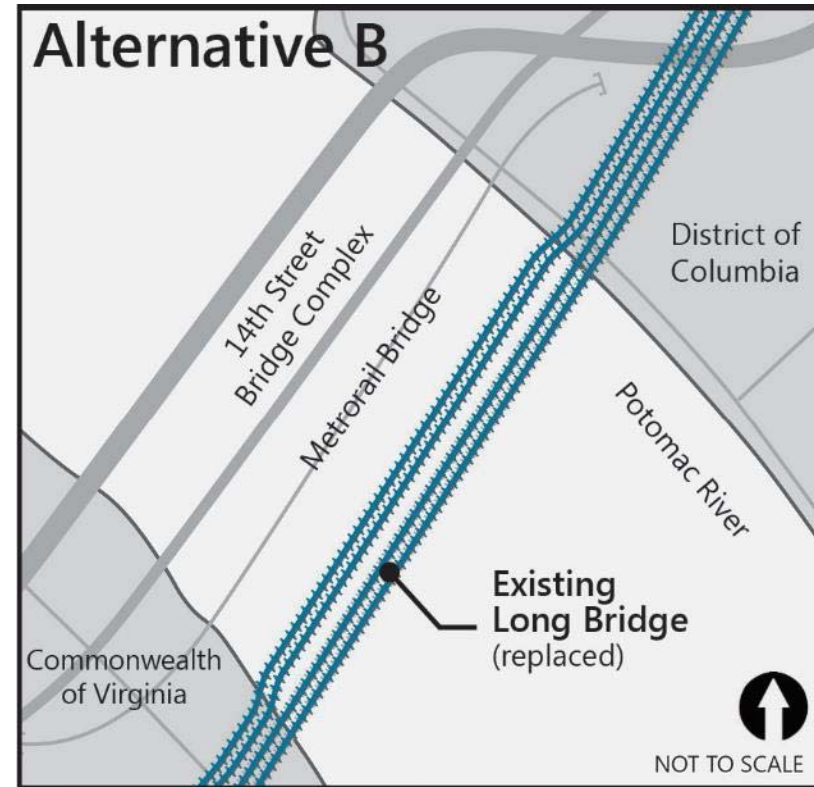 Alternative B
14th Street
Bridge Complex
Metrorail Bridge
District of
Columbia
Potomac River
Existing
Long Bridge
(replaced)
Commonwealth
of Virginia
NOT TO SCALE